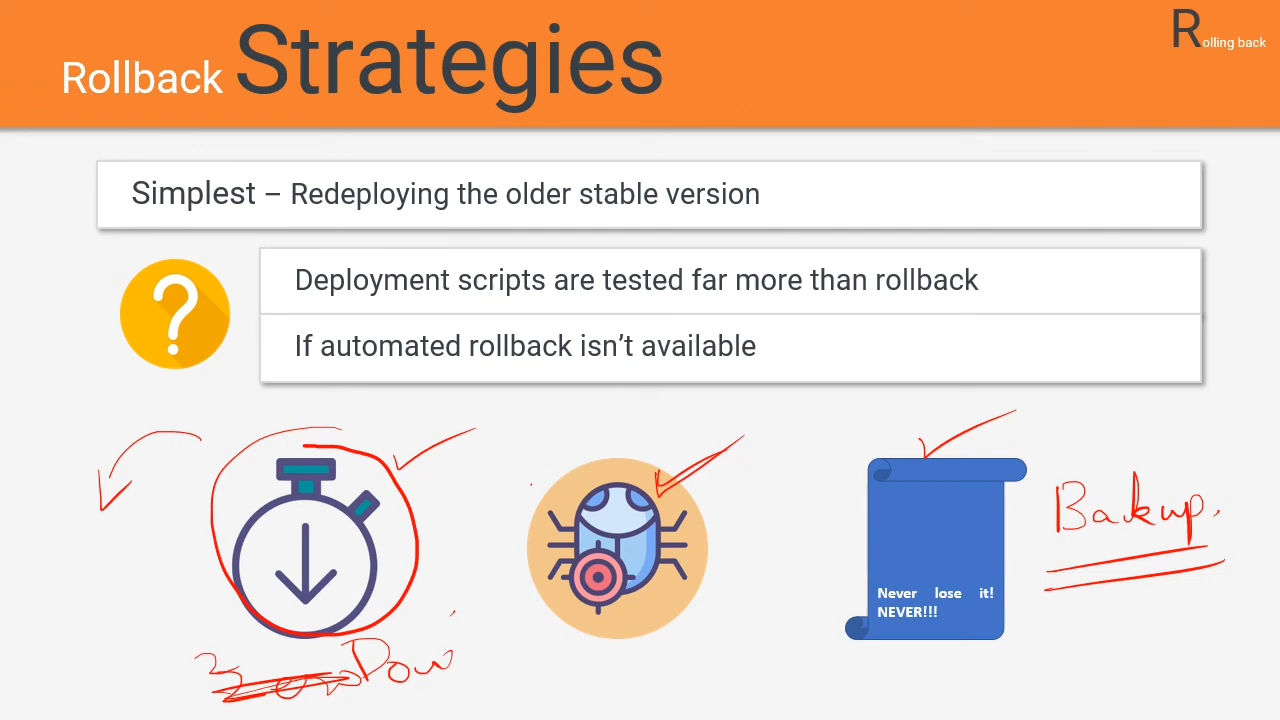 Rollback Strategies
Rolling back
Simplest – Redeploying the older stable version
Deployment scripts are tested far more than rollback
If automated rollback isn't available
Never lose it!
NEVER!!!
Backup.